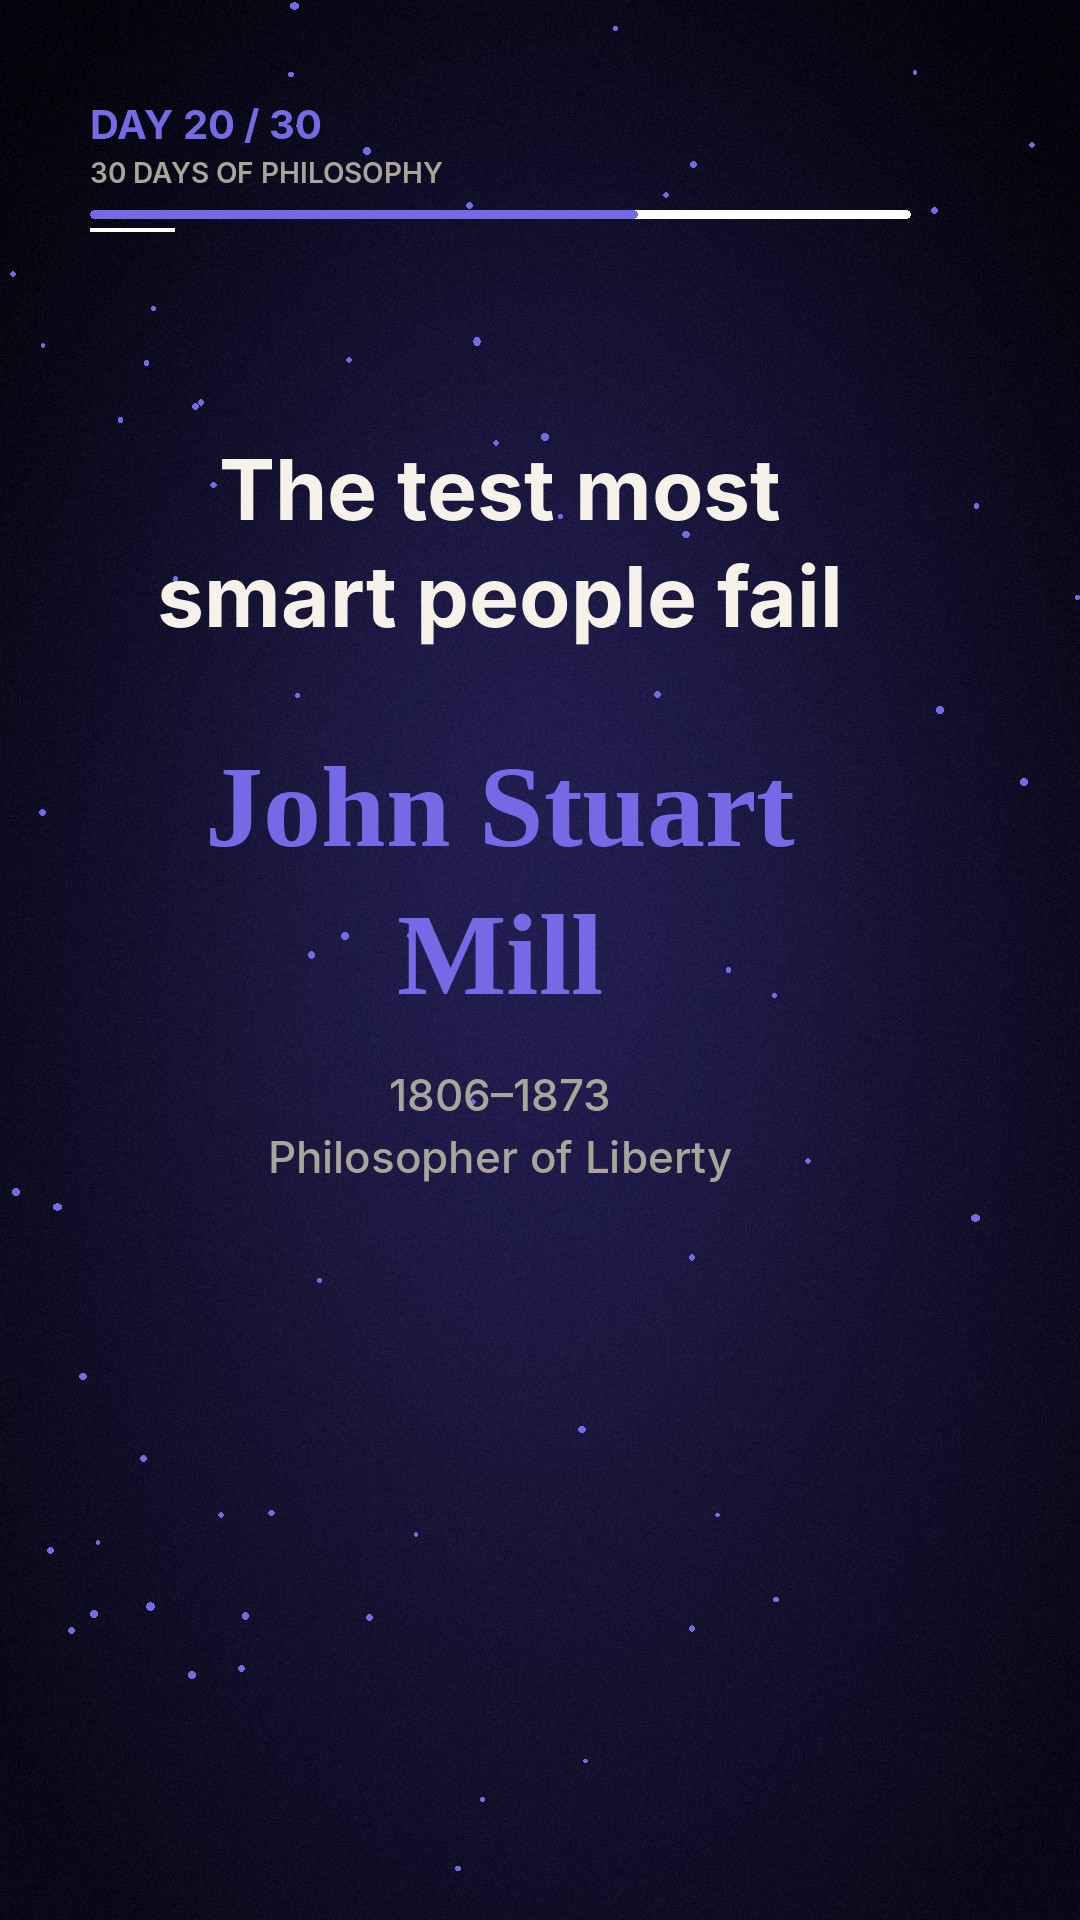 DAY 20 / 30
30 DAYS OF PHILOSOPHY
The test most
smart people fail
John Stuart
Mill
1806–1873
Philosopher of Liberty